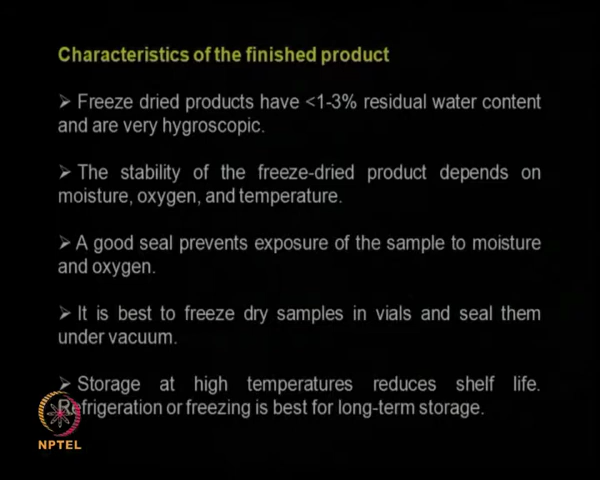 Characteristics of the finished product
➤ Freeze dried products have <1-3% residual water content
and are very hygroscopic.
➤ The stability of the freeze-dried product depends on
moisture, oxygen, and temperature.
➤ A good seal prevents exposure of the sample to moisture
and oxygen.
➤ It is best to freeze dry samples in vials and seal them
under vacuum.
➤ Storage at high temperatures reduces shelf life.
Refrigeration or freezing is best for long-term storage.
NPTEL